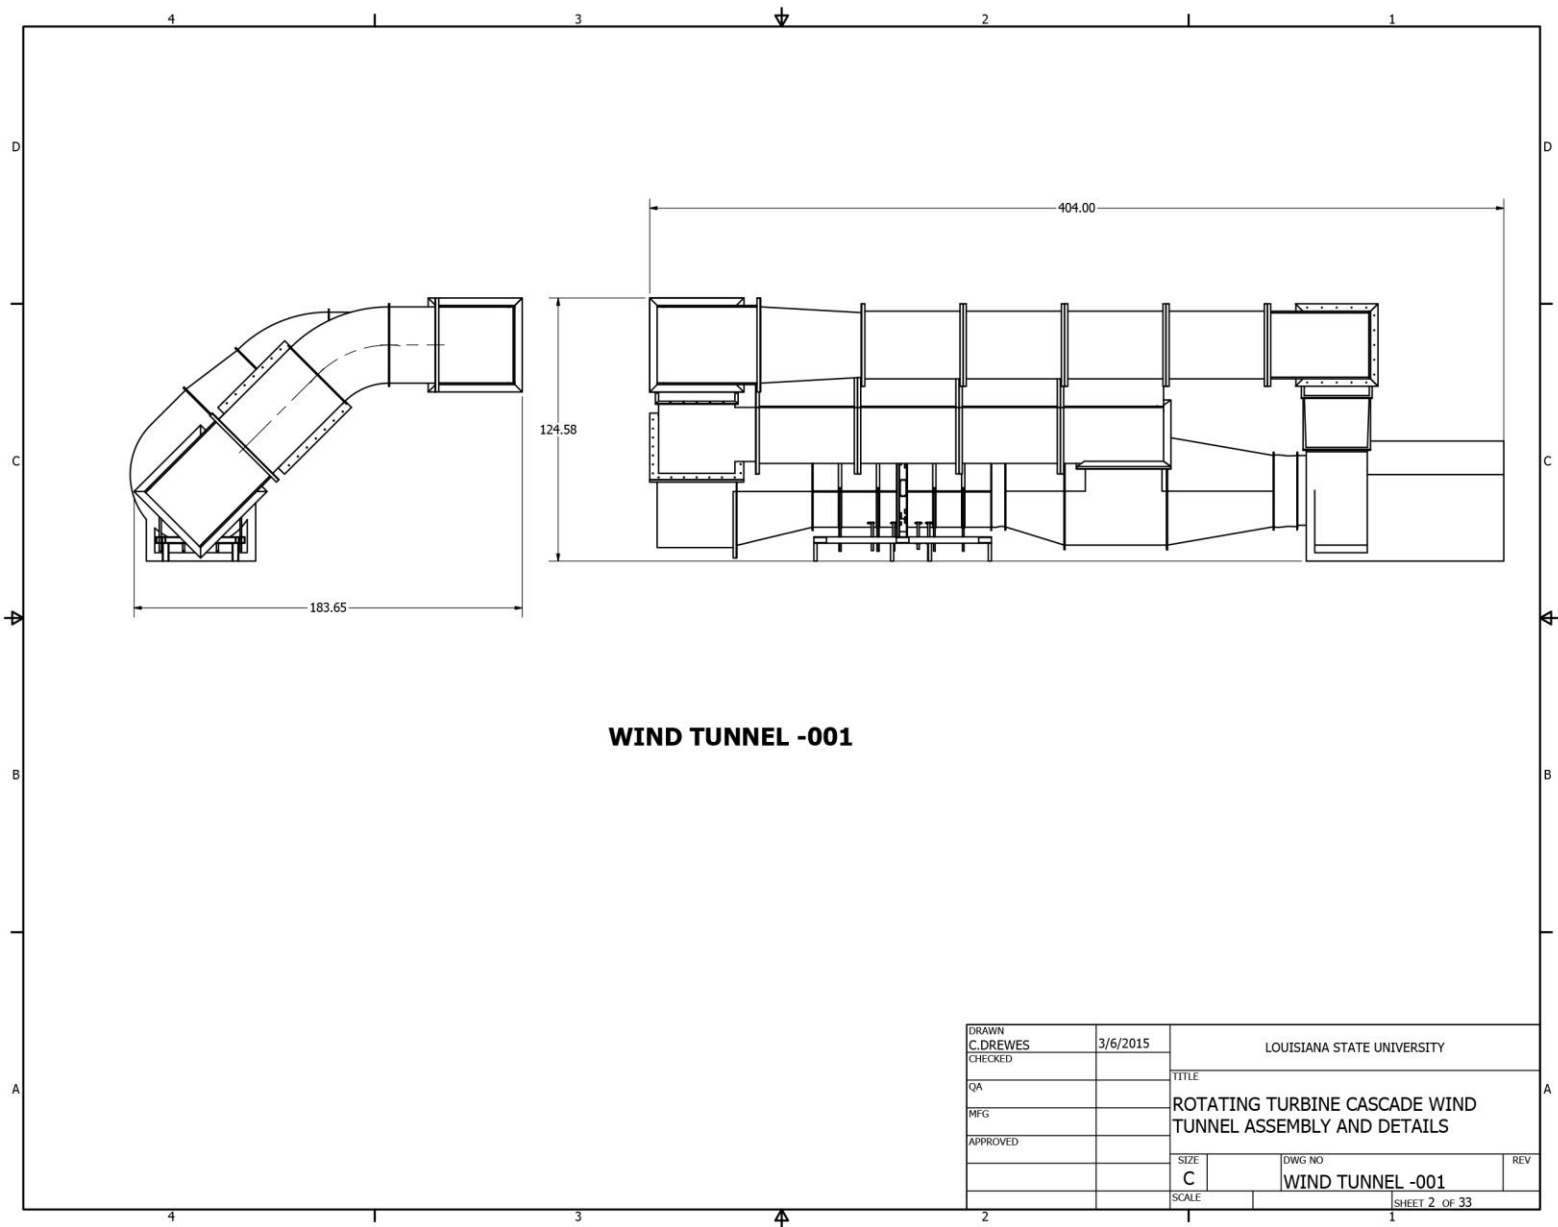 4 3 2 1
D D
404.00
124.58
C C
183.65
WIND TUNNEL -001
B B
DRAWN
C.DREWES 3/6/2015
LOUISIANA STATE UNIVERSITY
CHECKED
TITLE
QA
ROTATING TURBINE CASCADE WIND
TUNNEL ASSEMBLY AND DETAILS
MFG
APPROVED
A A
SIZE
C
DWG NO
WIND TUNNEL -001
REV
SCALE
SHEET 2 OF 33
4 3 2 1